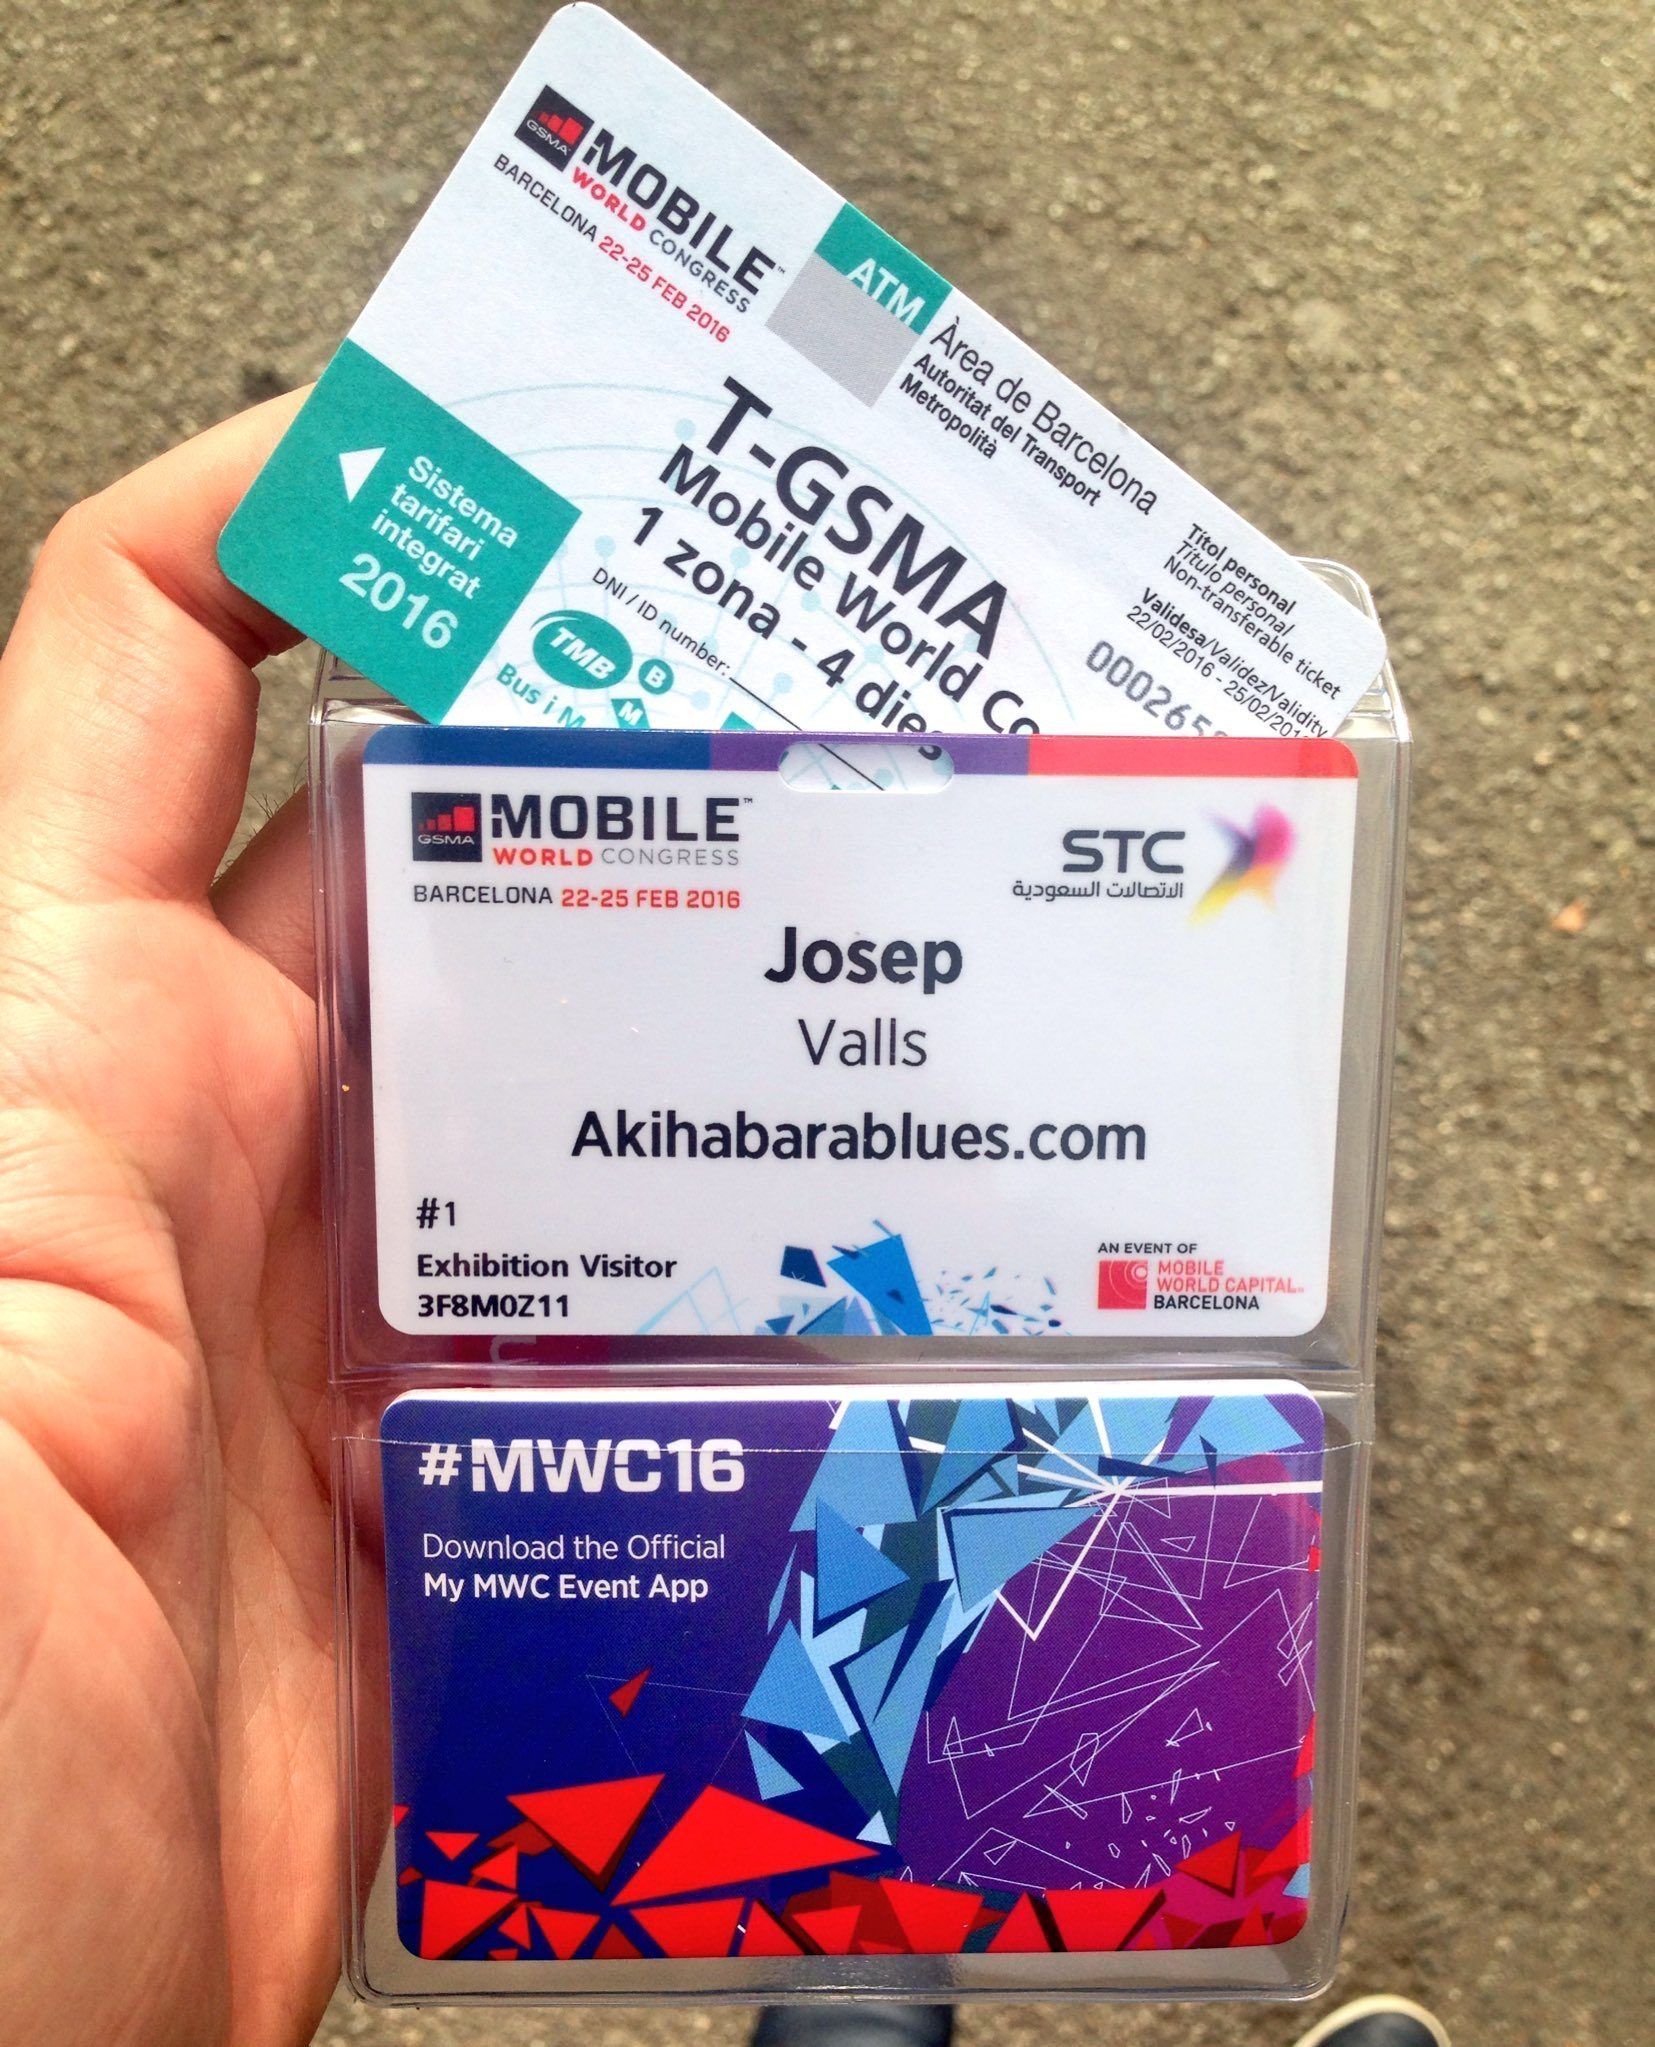 GSMA
MOBILE™
WORLD CONGRESS
BARCELONA 22-25 FEB 2016
ATM
Àrea de Barcelona
Autoritat del Transport
Metropolità
T-GSMA
Mobile World Co
1 zona - 4 dies
DNI / ID number:
Sistema
tarifari
integrat
2016
TMB
B
M
Bus i M
Títol personal
Título personal
Non-transferable ticket
Validesa/Validez/Validity
22/02/2016 - 25/02/201
000265
GSMA
MOBILE™
WORLD CONGRESS
BARCELONA 22-25 FEB 2016
STC
الاتصالات السعودية
Josep
Valls
Akihabarablues.com
#1
Exhibition Visitor
3F8M0Z11
AN EVENT OF
MOBILE
WORLD CAPITAL™
BARCELONA
#MWC16
Download the Official
My MWC Event App